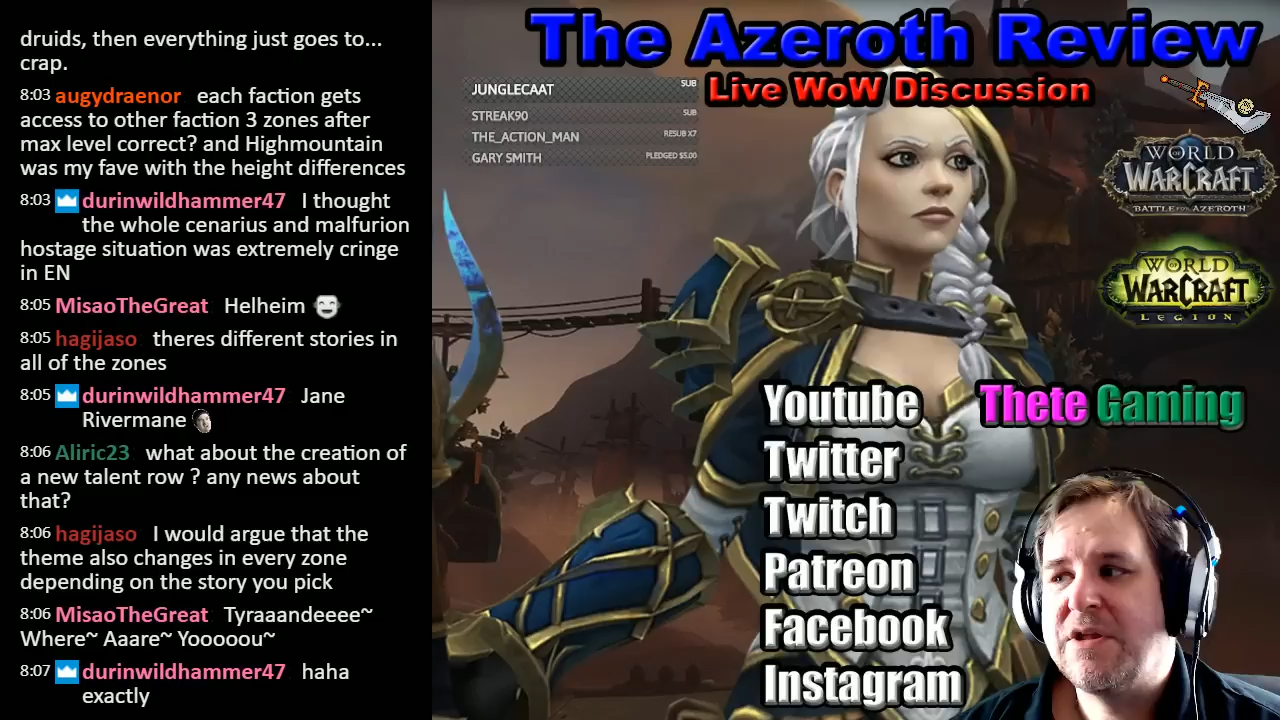 druids, then everything just goes to...
crap.
8:03 augydraenor each faction gets
access to other faction 3 zones after
max level correct? and Highmountain
was my fave with the height differences
8:03 durinwildhammer47 I thought
the whole cenarius and malfurion
hostage situation was extremely cringe
in EN
8:05 MisaoTheGreat Helheim
8:05 hagijaso theres different stories in
all of the zones
8:05 durinwildhammer47 Jane
Rivermane
8:06 Aliric23 what about the creation of
a new talent row ? any news about
that?
8:06 hagijaso I would argue that the
theme also changes in every zone
depending on the story you pick
8:06 MisaoTheGreat Tyraaandeeee~
Where~ Aaare~ Yooooou~
8:07 durinwildhammer47 haha
exactly
The Azeroth Review
Live WoW Discussion
JUNGLECAAT SUB
STREAK90 SUB
THE_ACTION_MAN RESUB X7
GARY SMITH PLEDGED $5.00
WORLD
WARCRAFT
BATTLE FOR AZEROTH
WORLD
WARCRAFT
LEGION
Youtube Thete Gaming
Twitter
Twitch
Patreon
Facebook
Instagram